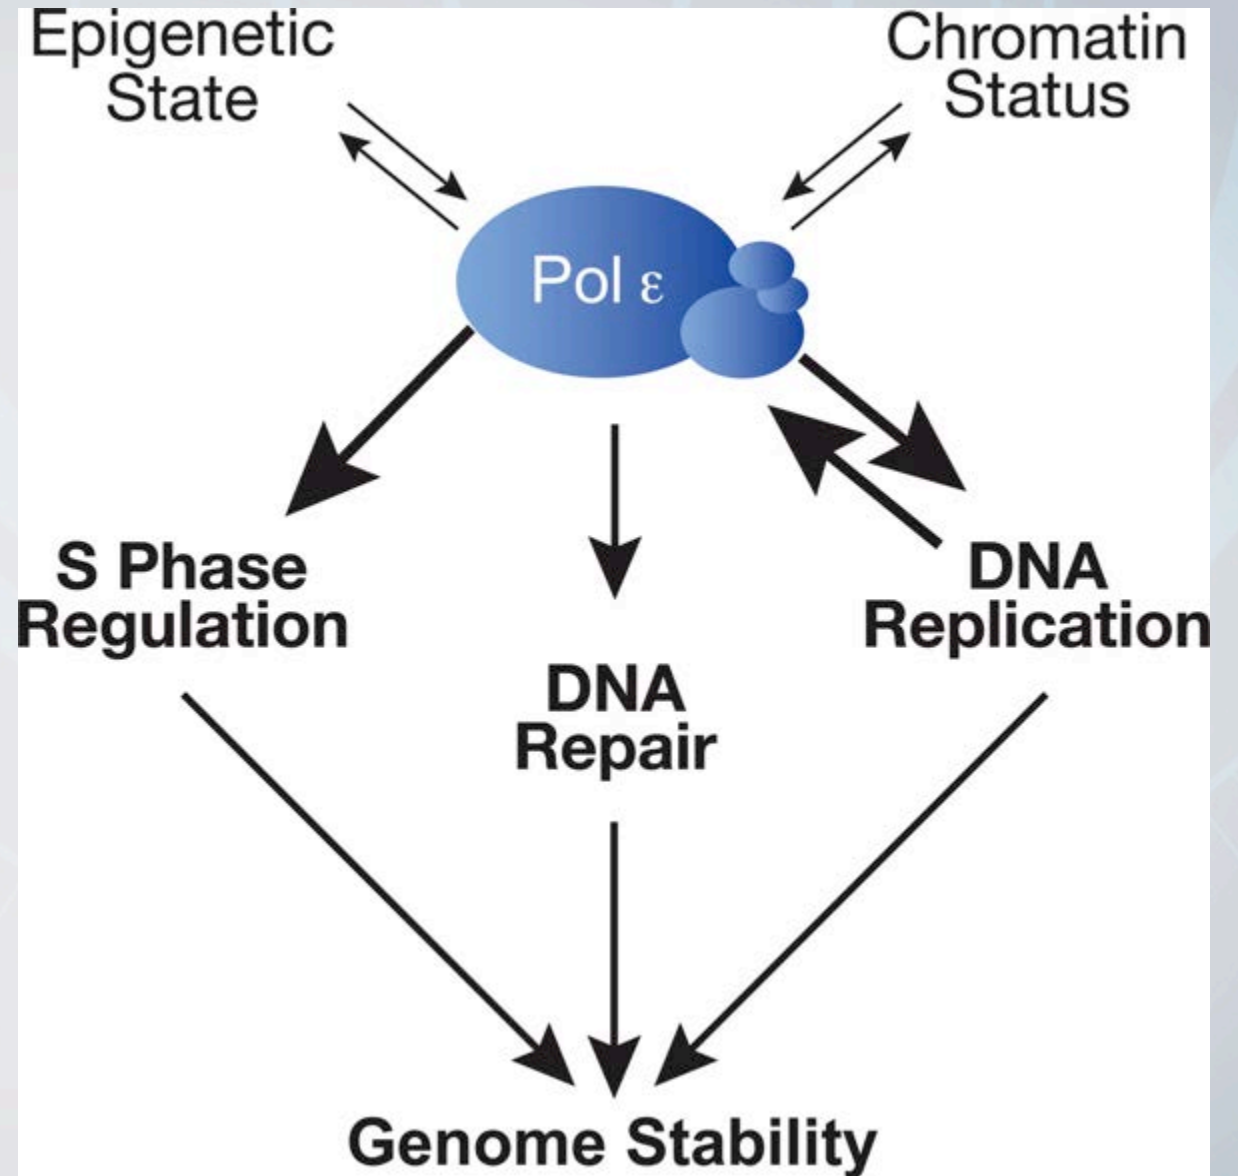 Epigenetic
State
Chromatin
Status
Pol ε
S Phase
Regulation
DNA
Replication
DNA
Repair
Genome Stability